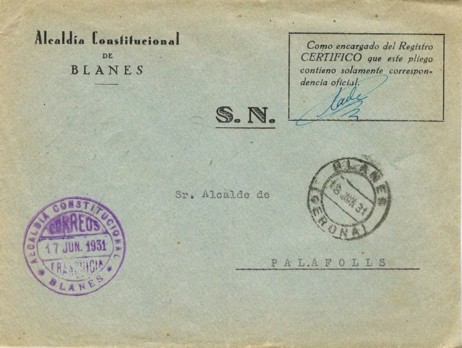 Alcaldía Constitucional
DE
BLANES
Como encargado del Registro
CERTIFICO que este pliego
contiene solamente correspon-
dencia oficial.
S. N.
Sr. Alcalde de
PALAFOLLS
BLANES
18 JUN 31
(GERONA)
ALCALDIA CONSTITUCIONAL
CORREOS
17 JUN. 1931
FRANQUICIA
BLANES